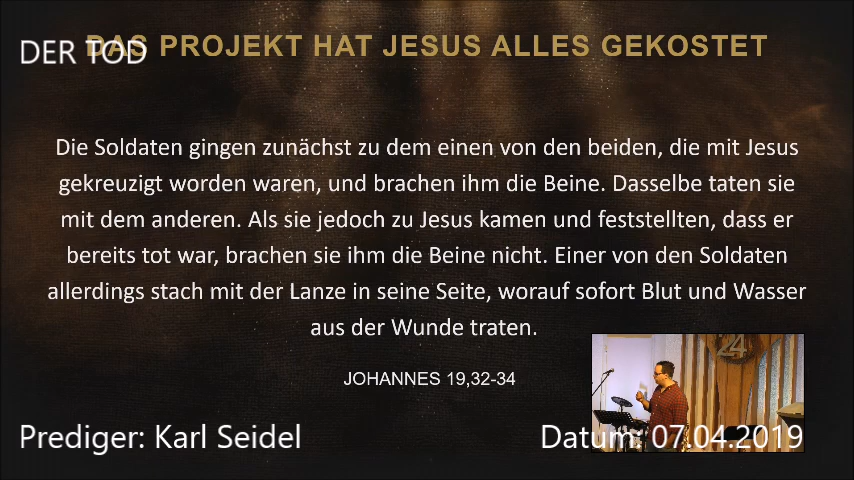 DAS PROJEKT HAT JESUS ALLES GEKOSTET
DER TOD
Die Soldaten gingen zunächst zu dem einen von den beiden, die mit Jesus
gekreuzigt worden waren, und brachen ihm die Beine. Dasselbe taten sie
mit dem anderen. Als sie jedoch zu Jesus kamen und feststellten, dass er
bereits tot war, brachen sie ihm die Beine nicht. Einer von den Soldaten
allerdings stach mit der Lanze in seine Seite, worauf sofort Blut und Wasser
aus der Wunde traten.
24
JOHANNES 19,32-34
Prediger: Karl Seidel
Datum: 07.04.2019